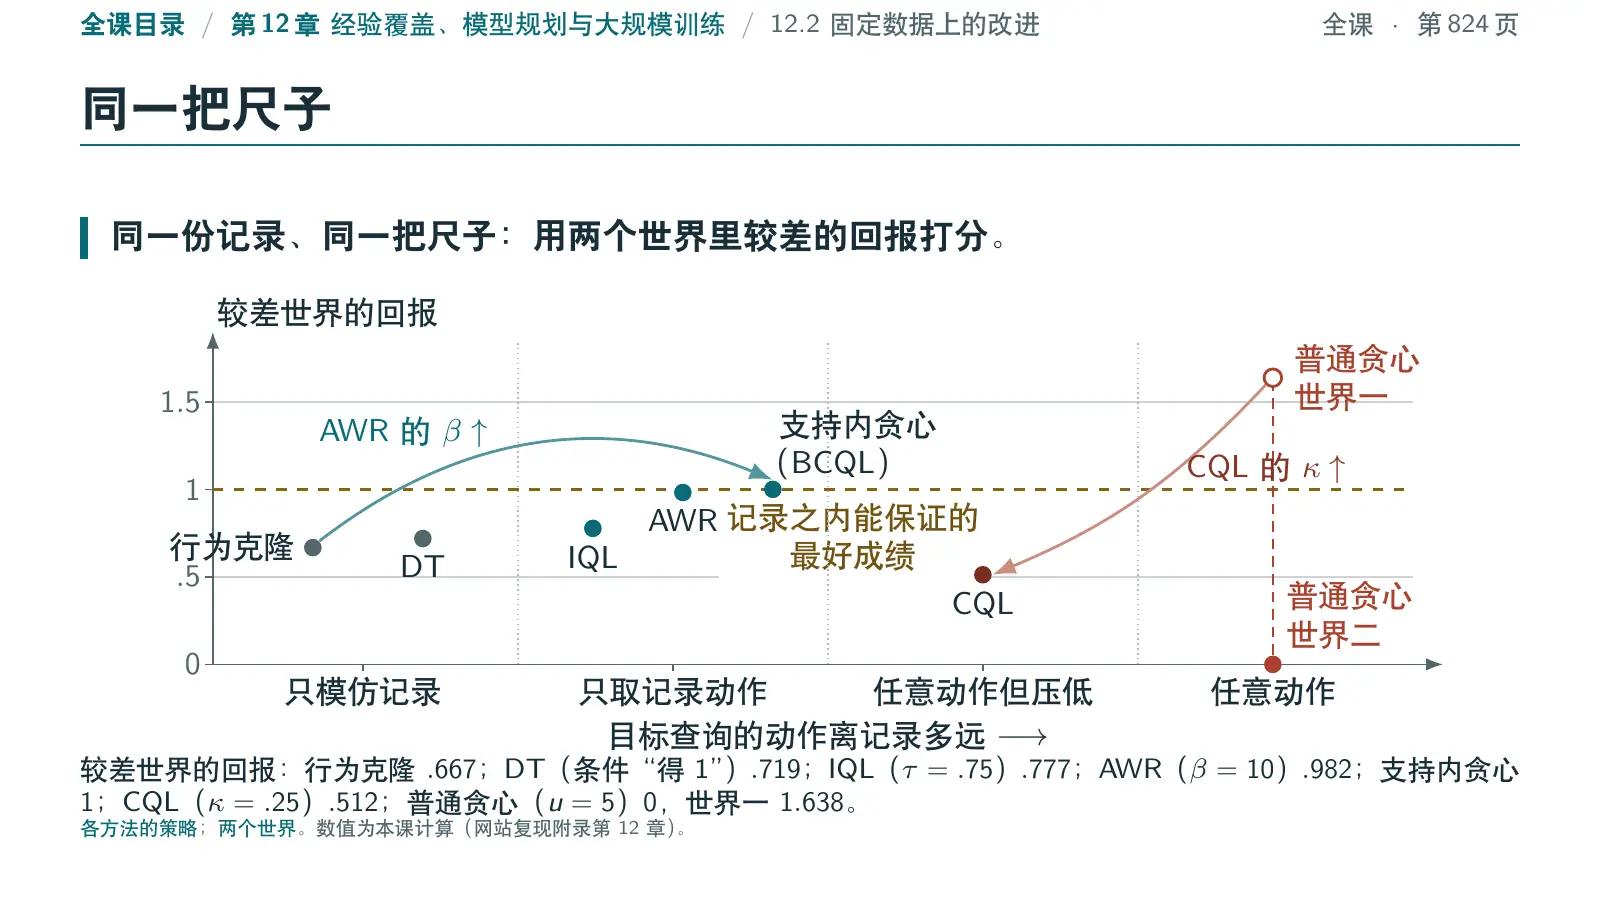 全课目录 / 第 12 章 经验覆盖、模型规划与大规模训练 / 12.2 固定数据上的改进
全课 · 第 824 页
同一把尺子
同一份记录、同一把尺子：用两个世界里较差的回报打分。
较差世界的回报
1.5
1
.5
0
AWR 的 β↑
行为克隆
DT
IQL
AWR
支持内贪心
(BCQL)
记录之内能保证的
最好成绩
CQL
CQL 的 κ↑
普通贪心
世界一
普通贪心
世界二
只模仿记录
只取记录动作
任意动作但压低
任意动作
目标查询的动作离记录多远 ⟶
较差世界的回报：行为克隆 .667；DT（条件 “得 1”）.719；IQL（τ = .75）.777；AWR（β = 10）.982；支持内贪心
1；CQL（κ = .25）.512；普通贪心（u = 5）0，世界一 1.638。
各方法的策略；两个世界。数值为本课计算（网站复现附录第 12 章）。